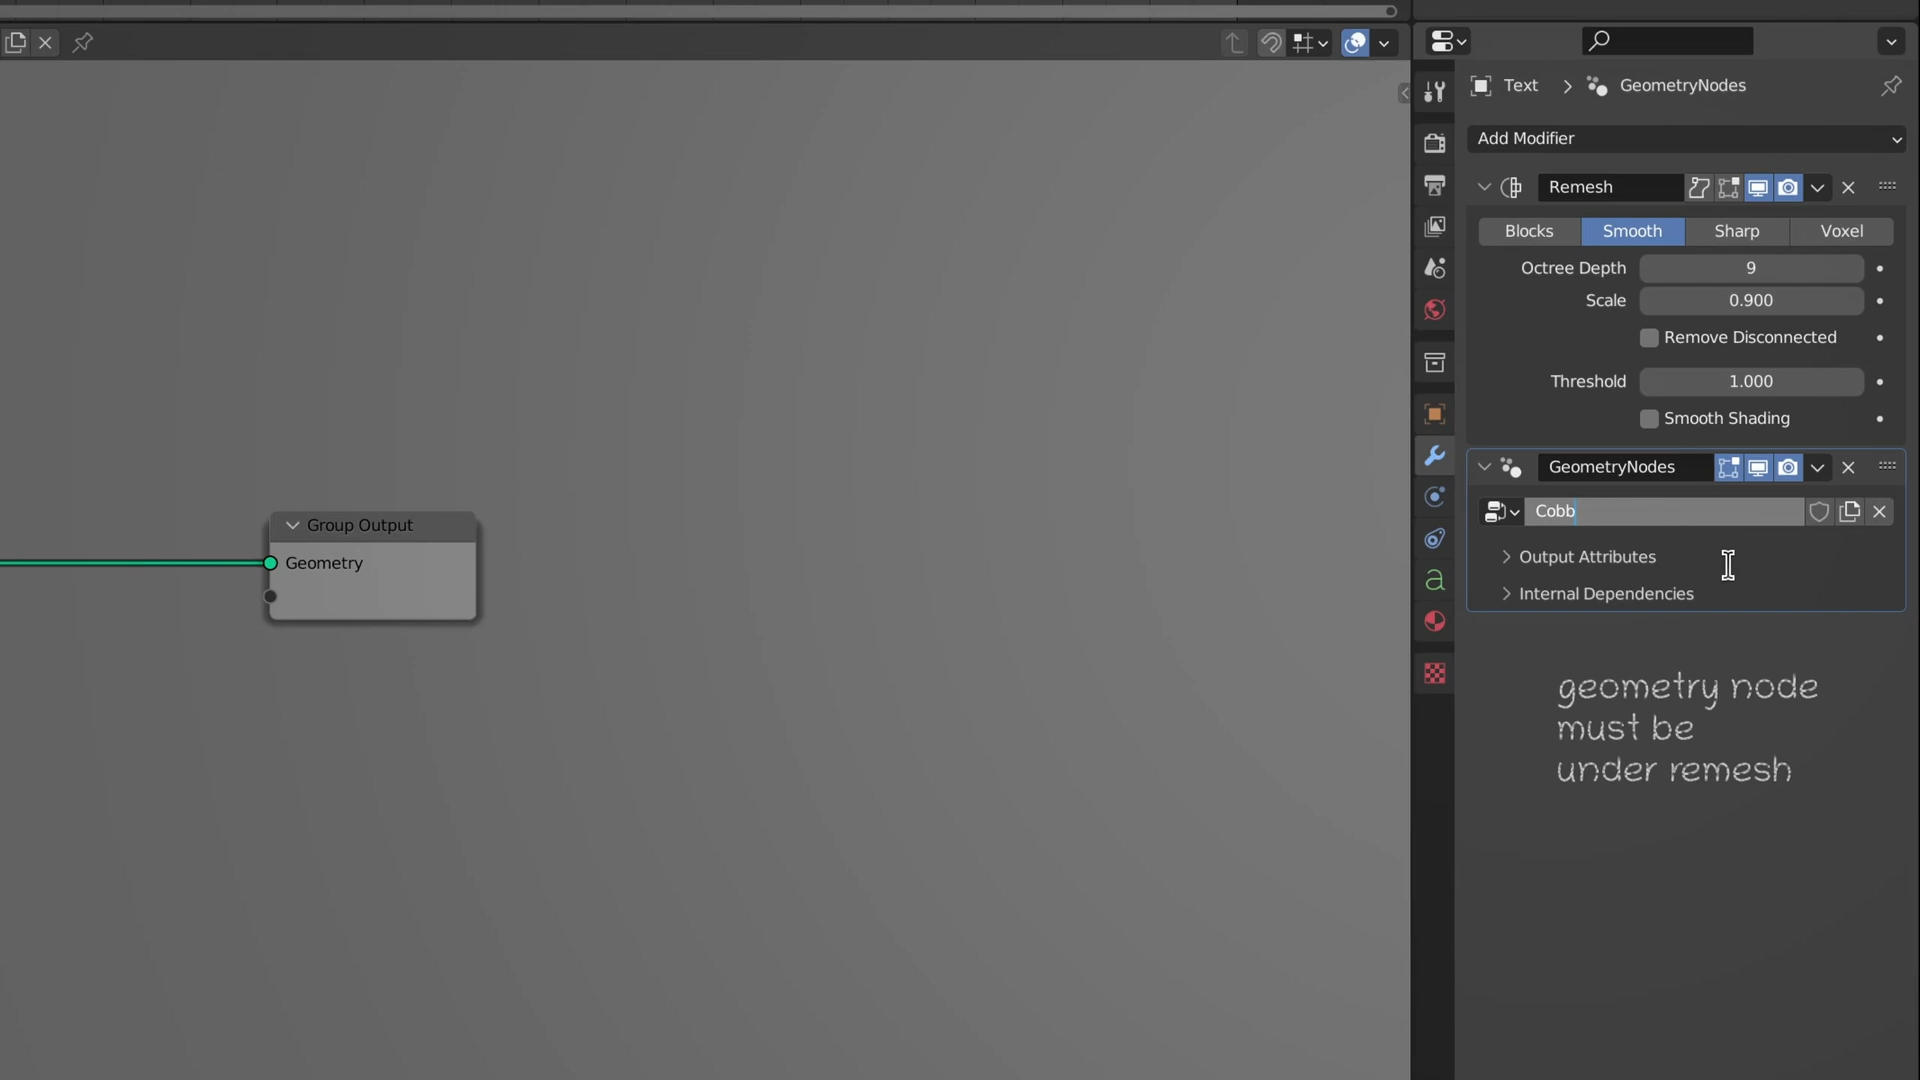 Text > GeometryNodes
Add Modifier
Remesh
Blocks Smooth Sharp Voxel
Octree Depth 9
Scale 0.900
Remove Disconnected
Threshold 1.000
Smooth Shading
GeometryNodes
Cobb
Output Attributes
Internal Dependencies
Group Output
Geometry
geometry node
must be
under remesh